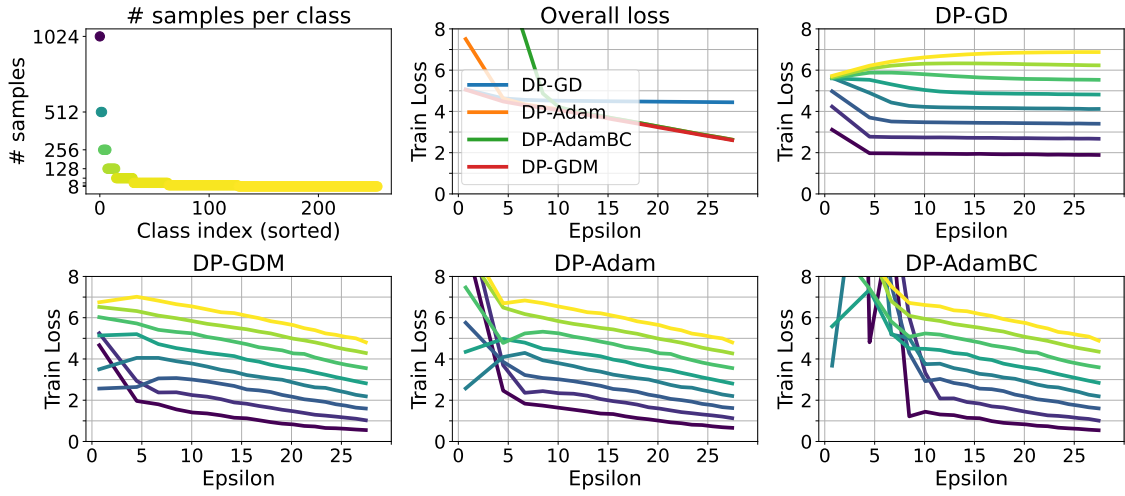 # samples per class
# samples
1024
512
256
128
8
0 100 200
Class index (sorted)
Overall loss
Train Loss
8
6
4
2
0
DP-GD
DP-Adam
DP-AdamBC
DP-GDM
0 5 10 15 20 25
Epsilon
DP-GD
Train Loss
8
6
4
2
0
0 5 10 15 20 25
Epsilon
DP-GDM
Train Loss
8
6
4
2
0
0 5 10 15 20 25
Epsilon
DP-Adam
Train Loss
8
6
4
2
0
0 5 10 15 20 25
Epsilon
DP-AdamBC
Train Loss
8
6
4
2
0
0 5 10 15 20 25
Epsilon